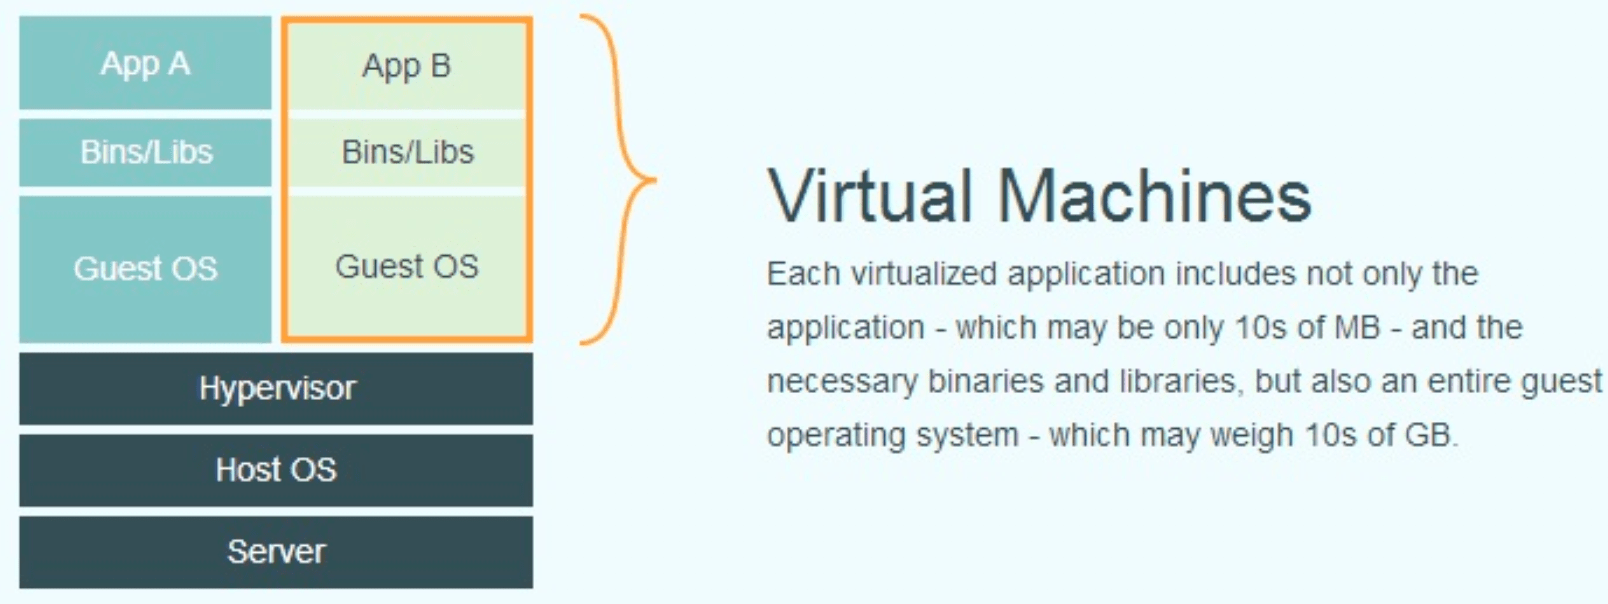 App A
App B
Bins/Libs
Bins/Libs
Guest OS
Guest OS
Hypervisor
Host OS
Server
Virtual Machines
Each virtualized application includes not only the
application - which may be only 10s of MB - and the
necessary binaries and libraries, but also an entire guest
operating system - which may weigh 10s of GB.